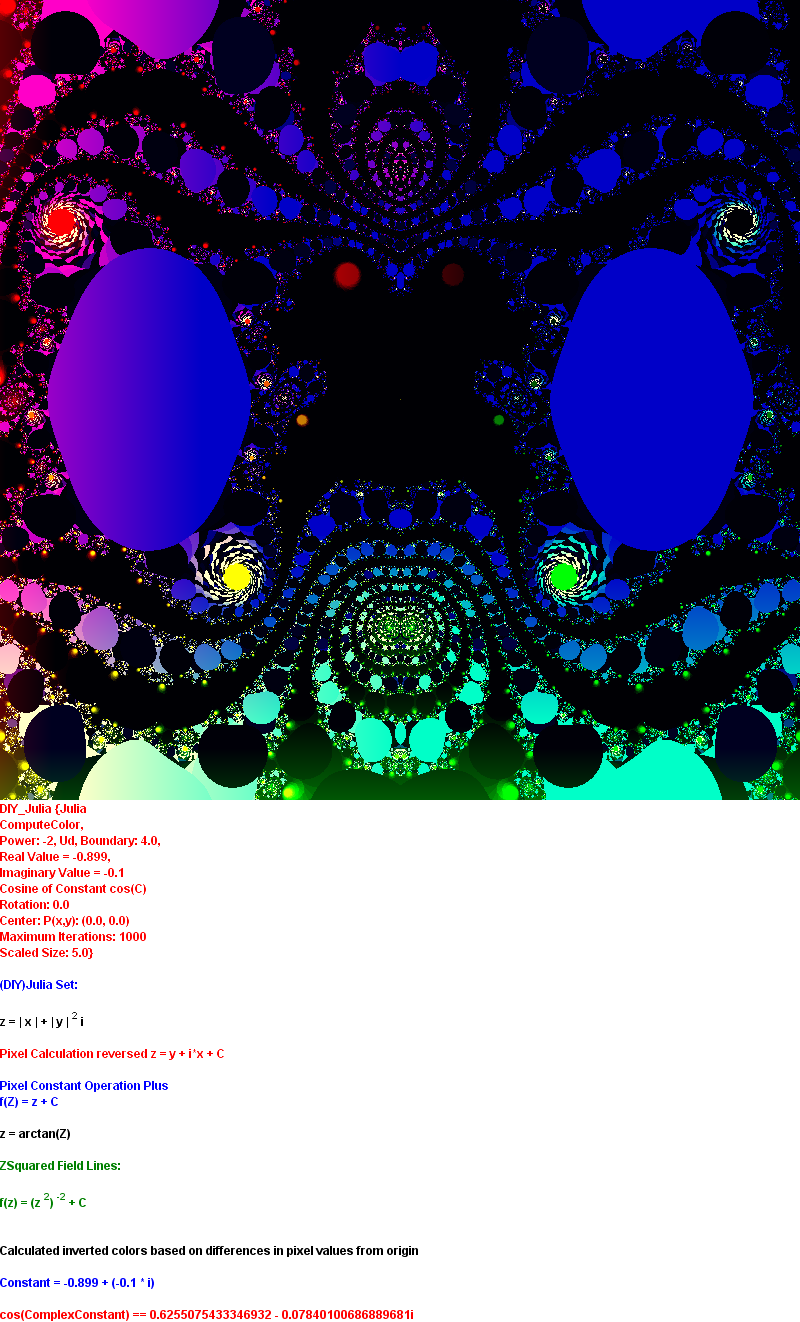 DIY_Julia {Julia
ComputeColor,
Power: -2, Ud, Boundary: 4.0,
Real Value = -0.899,
Imaginary Value = -0.1
Cosine of Constant cos(C)
Rotation: 0.0
Center: P(x,y): (0.0, 0.0)
Maximum Iterations: 1000
Scaled Size: 5.0}
(DIY)Julia Set:
z = | x | + | y | 2 i
Pixel Calculation reversed z = y + i*x + C
Pixel Constant Operation Plus
f(Z) = z + C
z = arctan(Z)
ZSquared Field Lines:
f(z) = (z 2) -2 + C
Calculated inverted colors based on differences in pixel values from origin
Constant = -0.899 + (-0.1 * i)
cos(ComplexConstant) == 0.6255075433346932 - 0.07840100686889681i